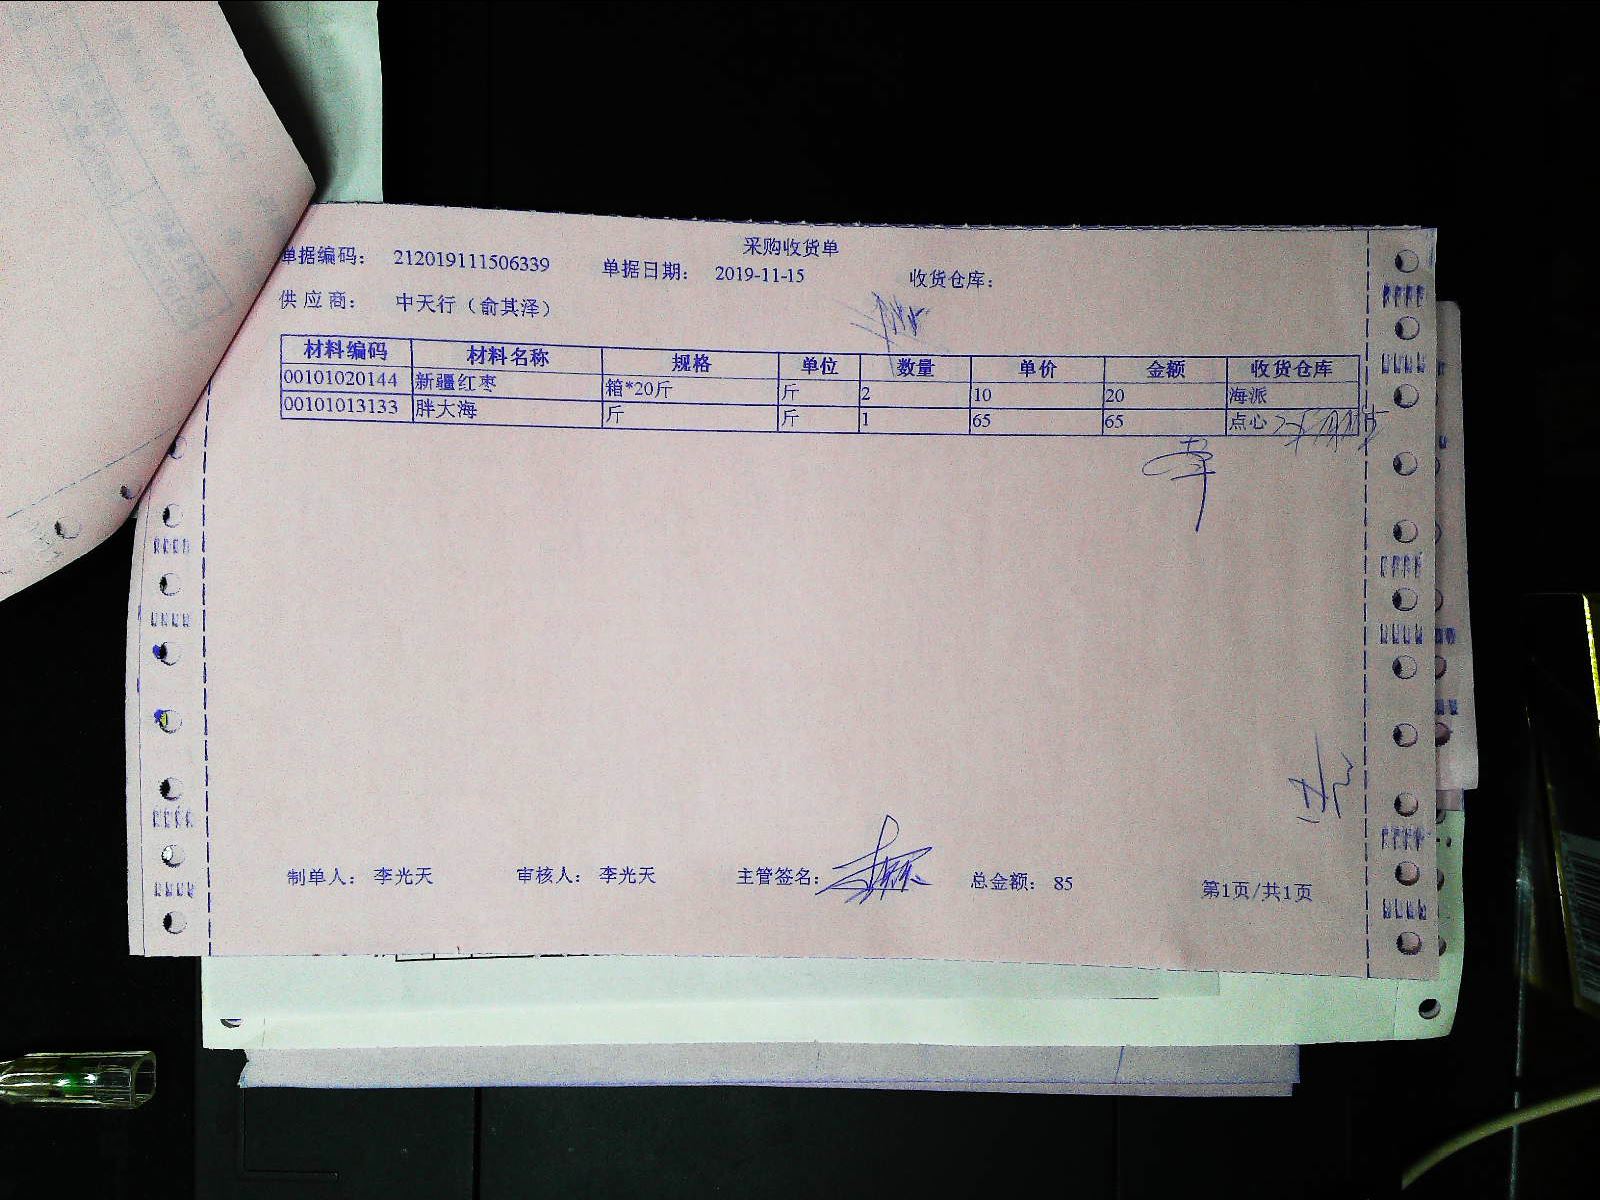 采购收货单
单据编码： 212019111506339 单据日期： 2019-11-15 收货仓库：
供应商： 中天行（俞其泽）
材料编码 材料名称 规格 单位 数量 单价 金额 收货仓库
00101020144 新疆红枣 箱*20斤 斤 2 10 20 海派
00101013133 胖大海 斤 斤 1 65 65 点心
制单人： 李光天 审核人： 李光天 主管签名： 总金额： 85 第1页/共1页